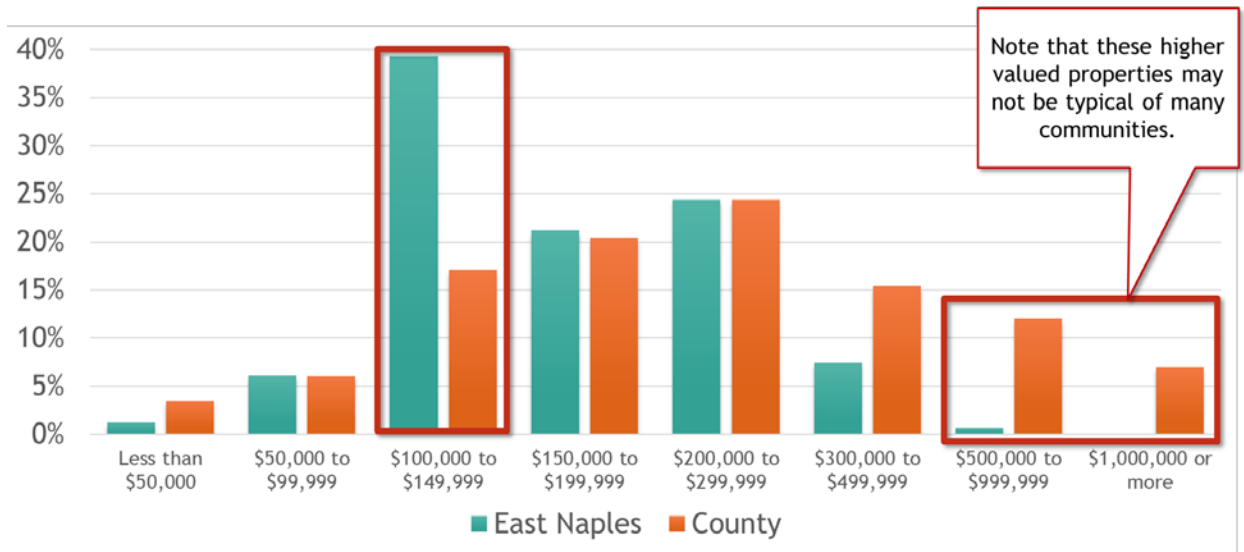 Note that these higher
valued properties may
not be typical of many
communities.
40%
35%
30%
25%
20%
15%
10%
5%
0%
Less than
$50,000
$50,000 to
$99,999
$100,000 to
$149,999
$150,000 to
$199,999
$200,000 to
$299,999
$300,000 to
$499,999
$500,000 to
$999,999
$1,000,000 or
more
East Naples
County